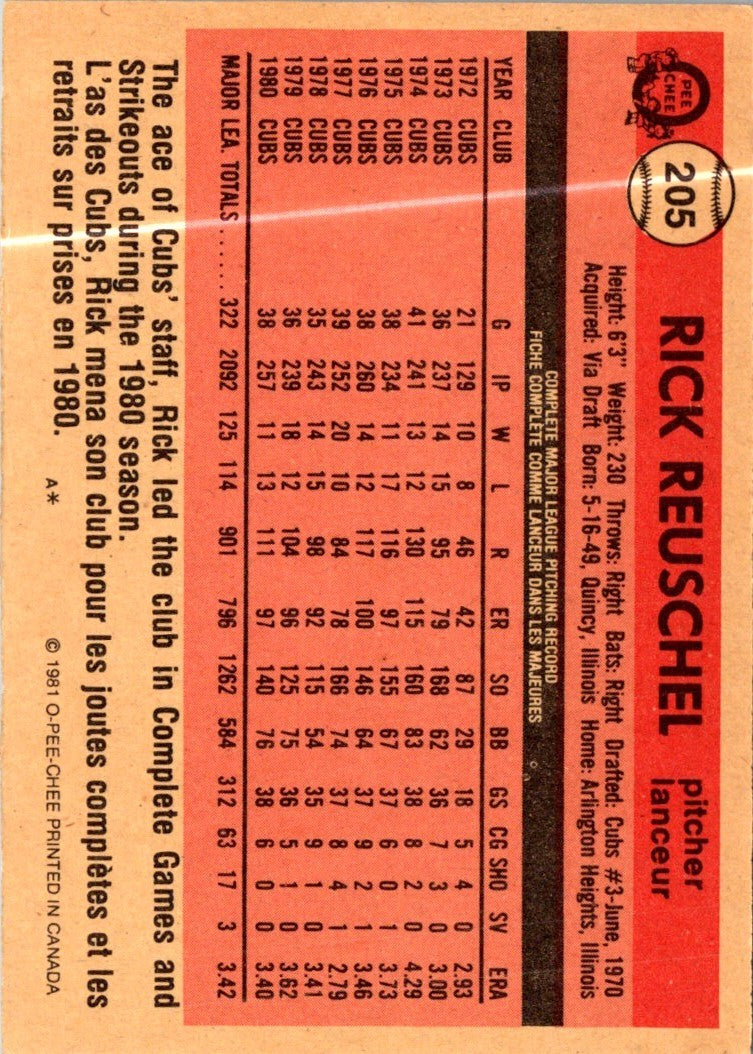 O
PEE
CHEE
205
RICK REUSCHEL
pitcher
lanceur
Height: 6'3" Weight: 230 Throws: Right Bats: Right Drafted: Cubs #3-June, 1970
Acquired: Via Draft Born: 5-16-49, Quincy, Illinois Home: Arlington Heights, Illinois
COMPLETE MAJOR LEAGUE PITCHING RECORD
FICHE COMPLÈTE COMME LANCEUR DANS LES MAJEURES
YEAR CLUB G IP W L R ER SO BB GS CG SHO SV ERA
1972 CUBS 21 129 10 8 46 42 87 29 18 5 4 0 2.93
1973 CUBS 36 237 14 15 95 79 168 62 36 7 3 0 3.00
1974 CUBS 41 241 13 12 130 115 160 83 38 8 2 0 4.29
1975 CUBS 38 234 11 17 116 97 155 67 37 6 0 1 3.73
1976 CUBS 38 260 14 12 117 100 146 64 37 9 2 1 3.46
1977 CUBS 39 252 20 10 84 78 166 74 37 8 4 1 2.79
1978 CUBS 35 243 14 15 98 92 115 54 35 9 1 0 3.41
1979 CUBS 36 239 18 12 104 96 125 75 36 5 1 0 3.62
1980 CUBS 38 257 11 13 111 97 140 76 38 6 0 0 3.40
MAJOR LEA. TOTALS ...... 322 2092 125 114 901 796 1262 584 312 63 17 3 3.42
The ace of Cubs' staff, Rick led the club in Complete Games and
Strikeouts during the 1980 season.
L'as des Cubs, Rick mena son club pour les joutes complètes et les
retraits sur prises en 1980.
A*
© 1981 O-PEE-CHEE PRINTED IN CANADA